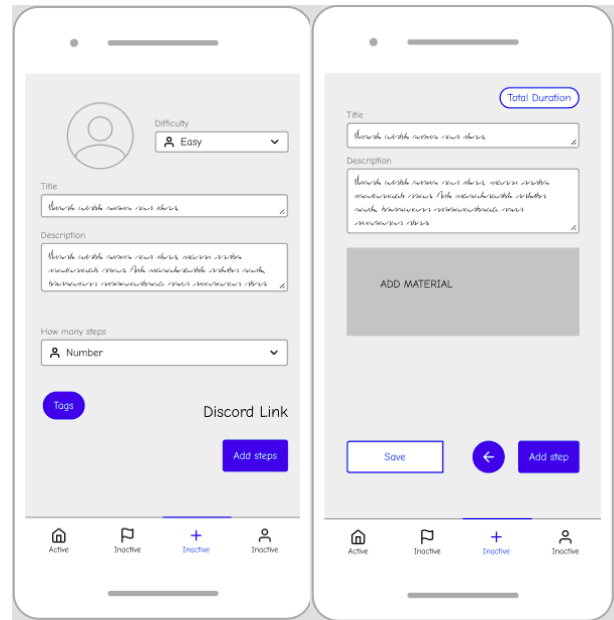 Difficulty
Easy
Title
Description
How many steps
Number
Tags
Discord Link
Add steps
Active
Inactive
Inactive
Inactive
Total Duration
Title
Description
ADD MATERIAL
Save
Add step
Active
Inactive
Inactive
Inactive